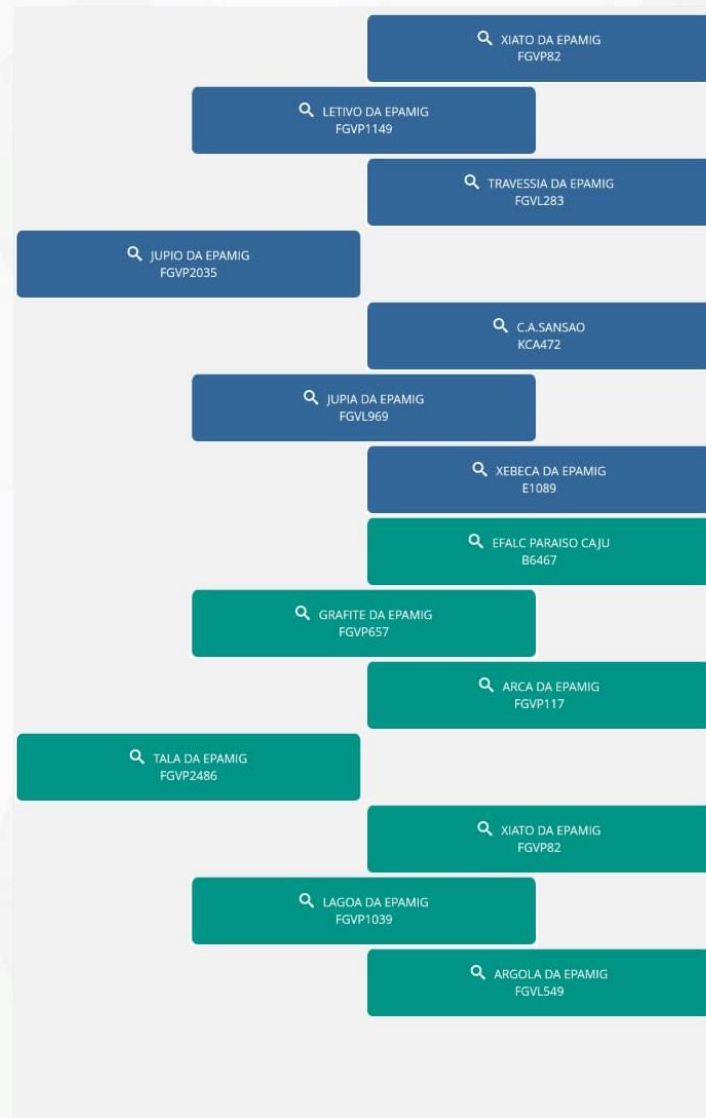 XIATO DA EPAMIG
FGVP82
LETIVO DA EPAMIG
FGVP1149
TRAVESSIA DA EPAMIG
FGVL283
JUPIO DA EPAMIG
FGVP2035
C.A.SANSAO
KCA472
JUPIA DA EPAMIG
FGVL969
XEBECA DA EPAMIG
E1089
EFALC PARAISO CAJU
B6467
GRAFITE DA EPAMIG
FGVP657
ARCA DA EPAMIG
FGVP117
TALA DA EPAMIG
FGVP2486
XIATO DA EPAMIG
FGVP82
LAGOA DA EPAMIG
FGVP1039
ARGOLA DA EPAMIG
FGVL549